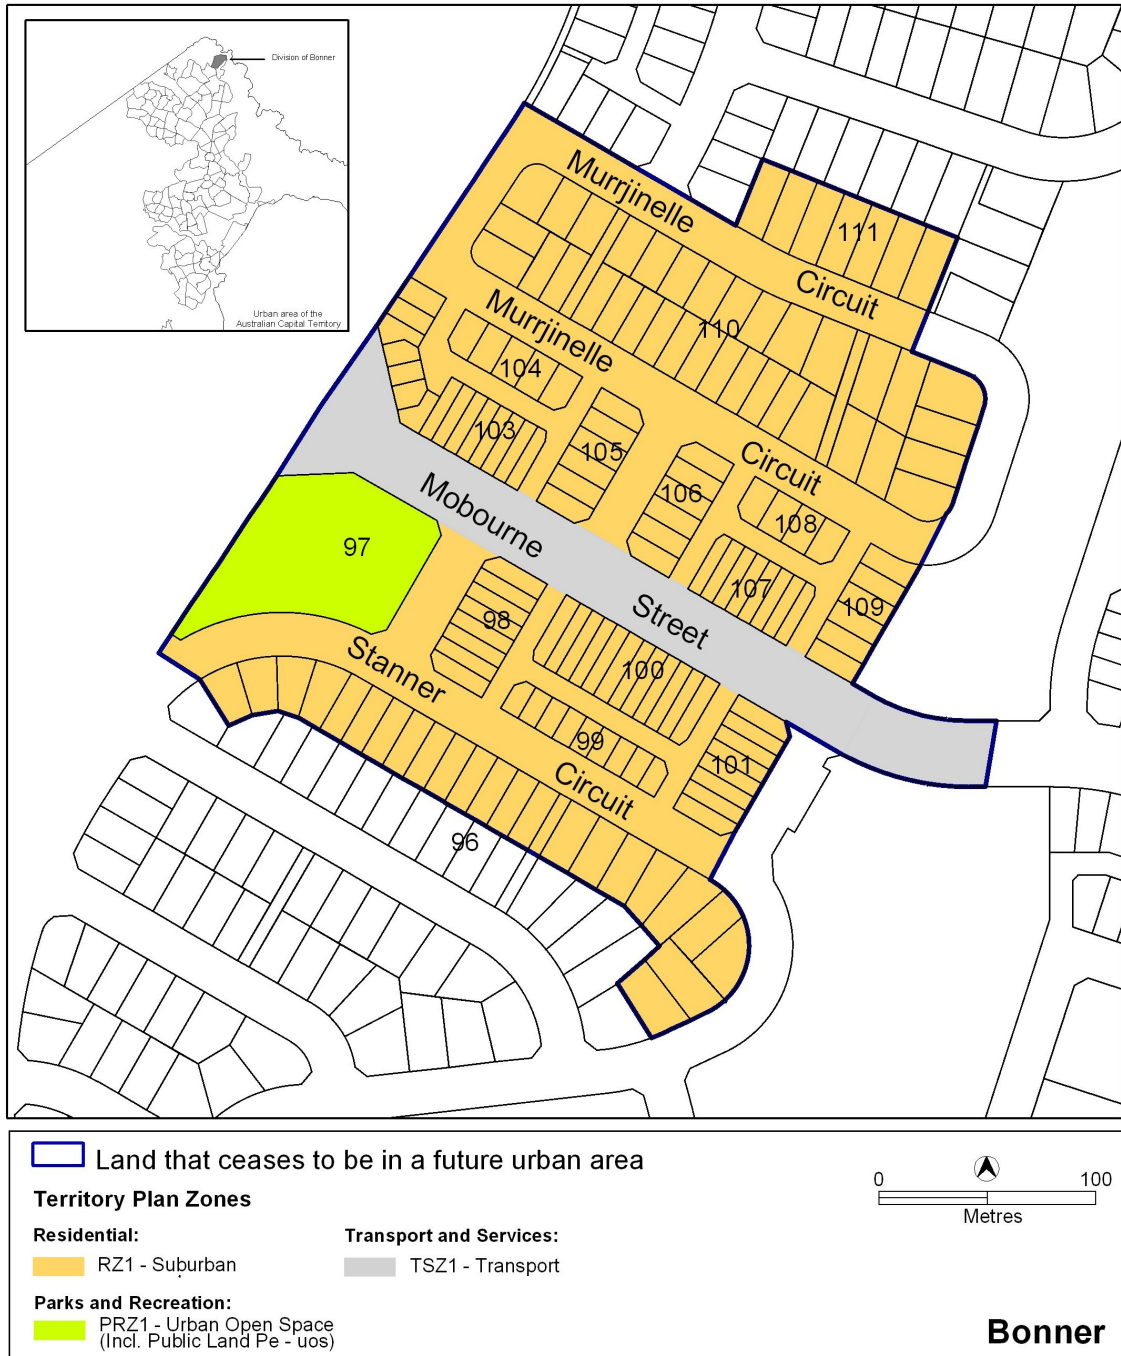 Division of Bonner
Urban area of the
Australian Capital Territory
Murrjinelle
Circuit
111
110
Murrjinelle
Circuit
104
103
105
106
108
107
109
Mobourne
Street
97
98
100
99
101
Stanner
Circuit
96
Land that ceases to be in a future urban area
Territory Plan Zones
Residential:
RZ1 - Suburban
Transport and Services:
TSZ1 - Transport
Parks and Recreation:
PRZ1 - Urban Open Space
(Incl. Public Land Pe - uos)
0 100
Metres
Bonner